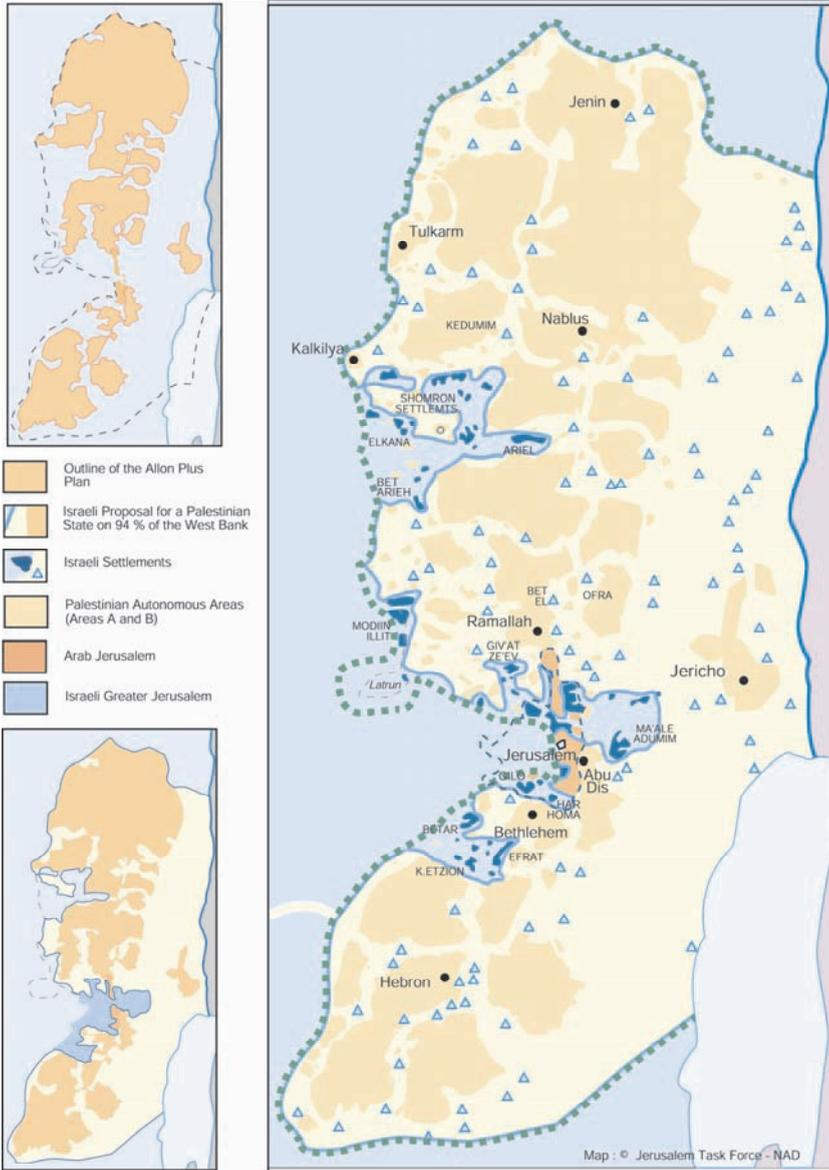 Outline of the Allon Plus
Plan
Israeli Proposal for a Palestinian
State on 94 % of the West Bank
Israeli Settlements
Palestinian Autonomous Areas
(Areas A and B)
Arab Jerusalem
Israeli Greater Jerusalem
Jenin
Tulkarm
KEDUMIM
Nablus
Kalkilya
SHOMRON
SETTLEMTS
ELKANA
ARIEL
BET
ARIEH
BET
EL
OFRA
MODIIN
ILLIT
Ramallah
GIV'AT
ZE'EV
Latrun
Jericho
MA'ALE
ADUMIM
Jerusalem
Abu
Dis
GILO
HAR
HOMA
BETAR
Bethlehem
EFRAT
K.ETZION
Hebron
Map : © Jerusalem Task Force - NAD